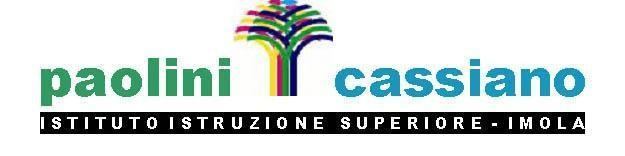 paolini cassiano
ISTITUTO ISTRUZIONE SUPERIORE - IMOLA